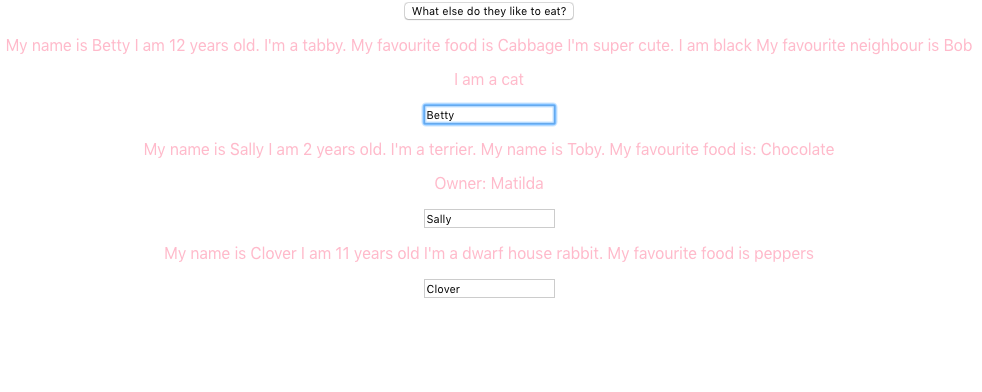 What else do they like to eat?
My name is Betty I am 12 years old. I'm a tabby. My favourite food is Cabbage I'm super cute. I am black My favourite neighbour is Bob
I am a cat
Betty
My name is Sally I am 2 years old. I'm a terrier. My name is Toby. My favourite food is: Chocolate
Owner: Matilda
Sally
My name is Clover I am 11 years old I'm a dwarf house rabbit. My favourite food is peppers
Clover